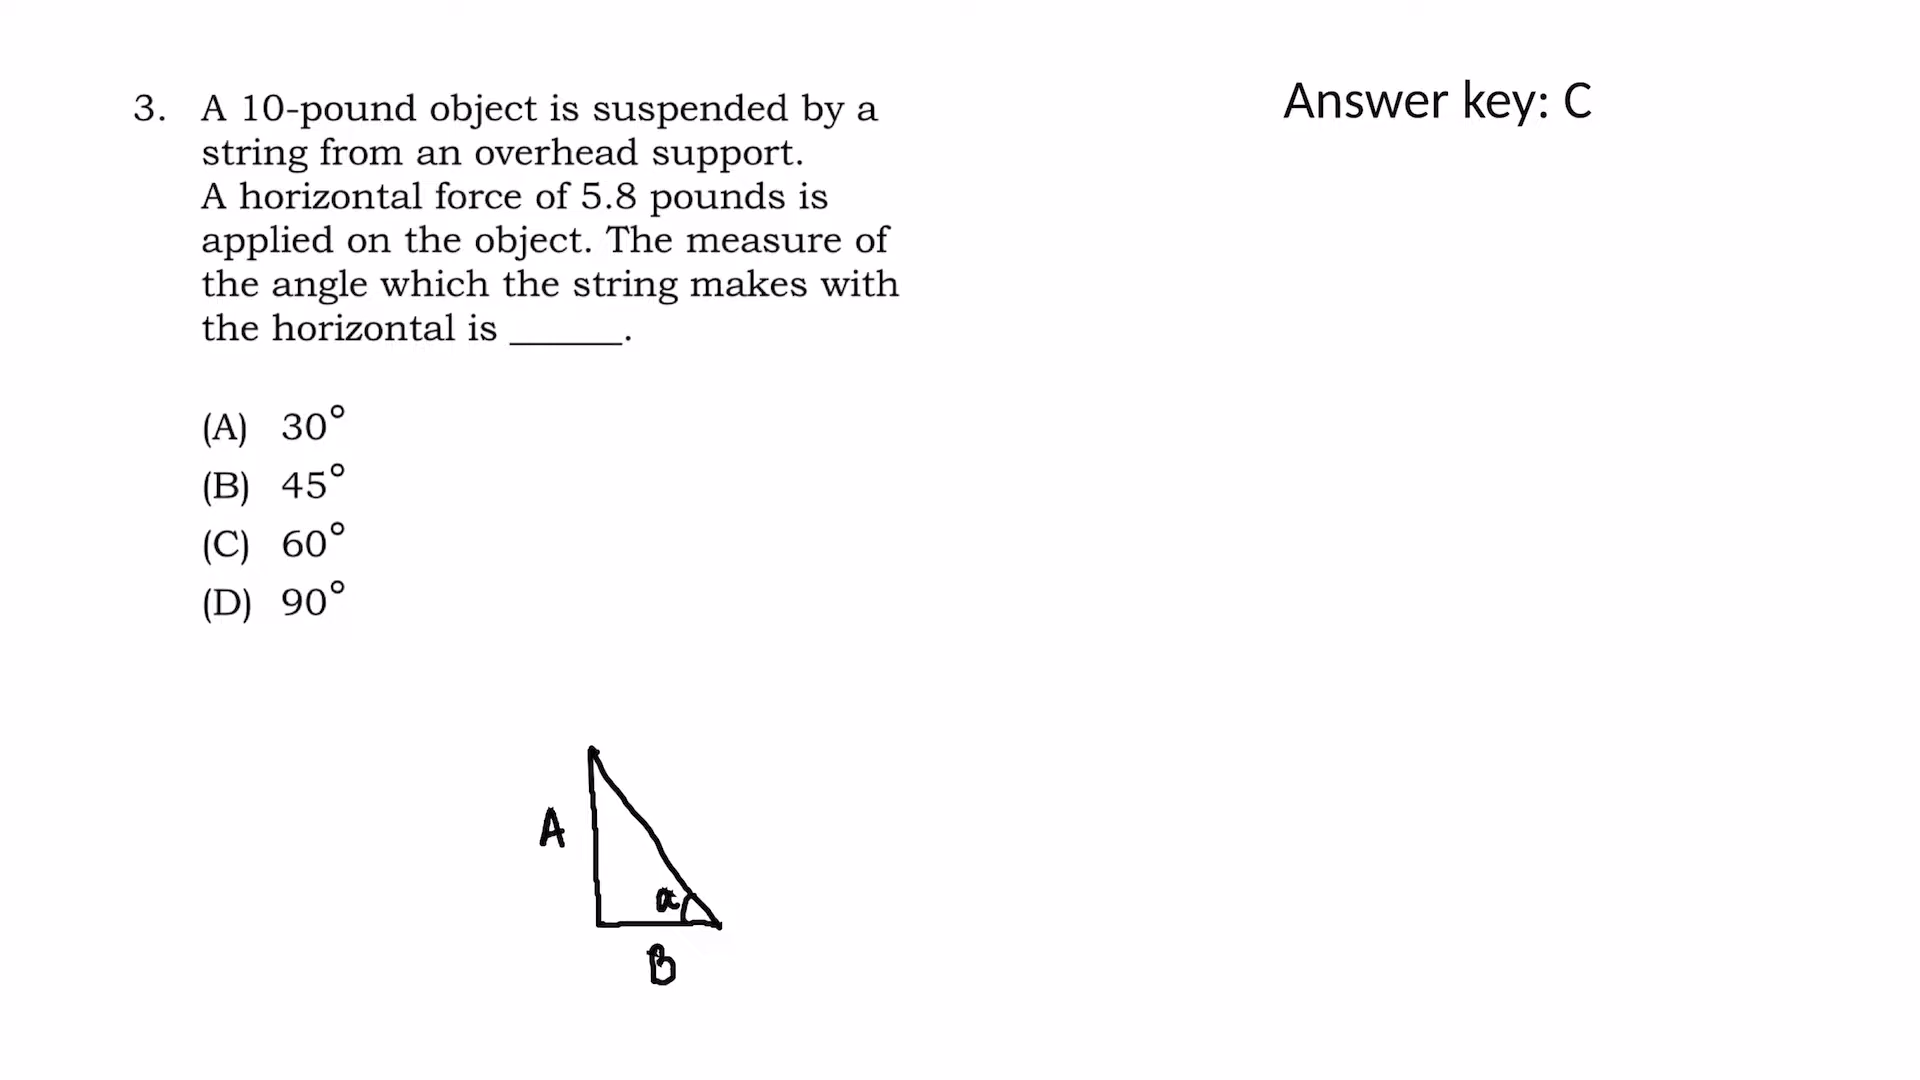 3. A 10-pound object is suspended by a
string from an overhead support.
A horizontal force of 5.8 pounds is
applied on the object. The measure of
the angle which the string makes with
the horizontal is ______.
(A) 30°
(B) 45°
(C) 60°
(D) 90°
Answer key: C
A
a
B